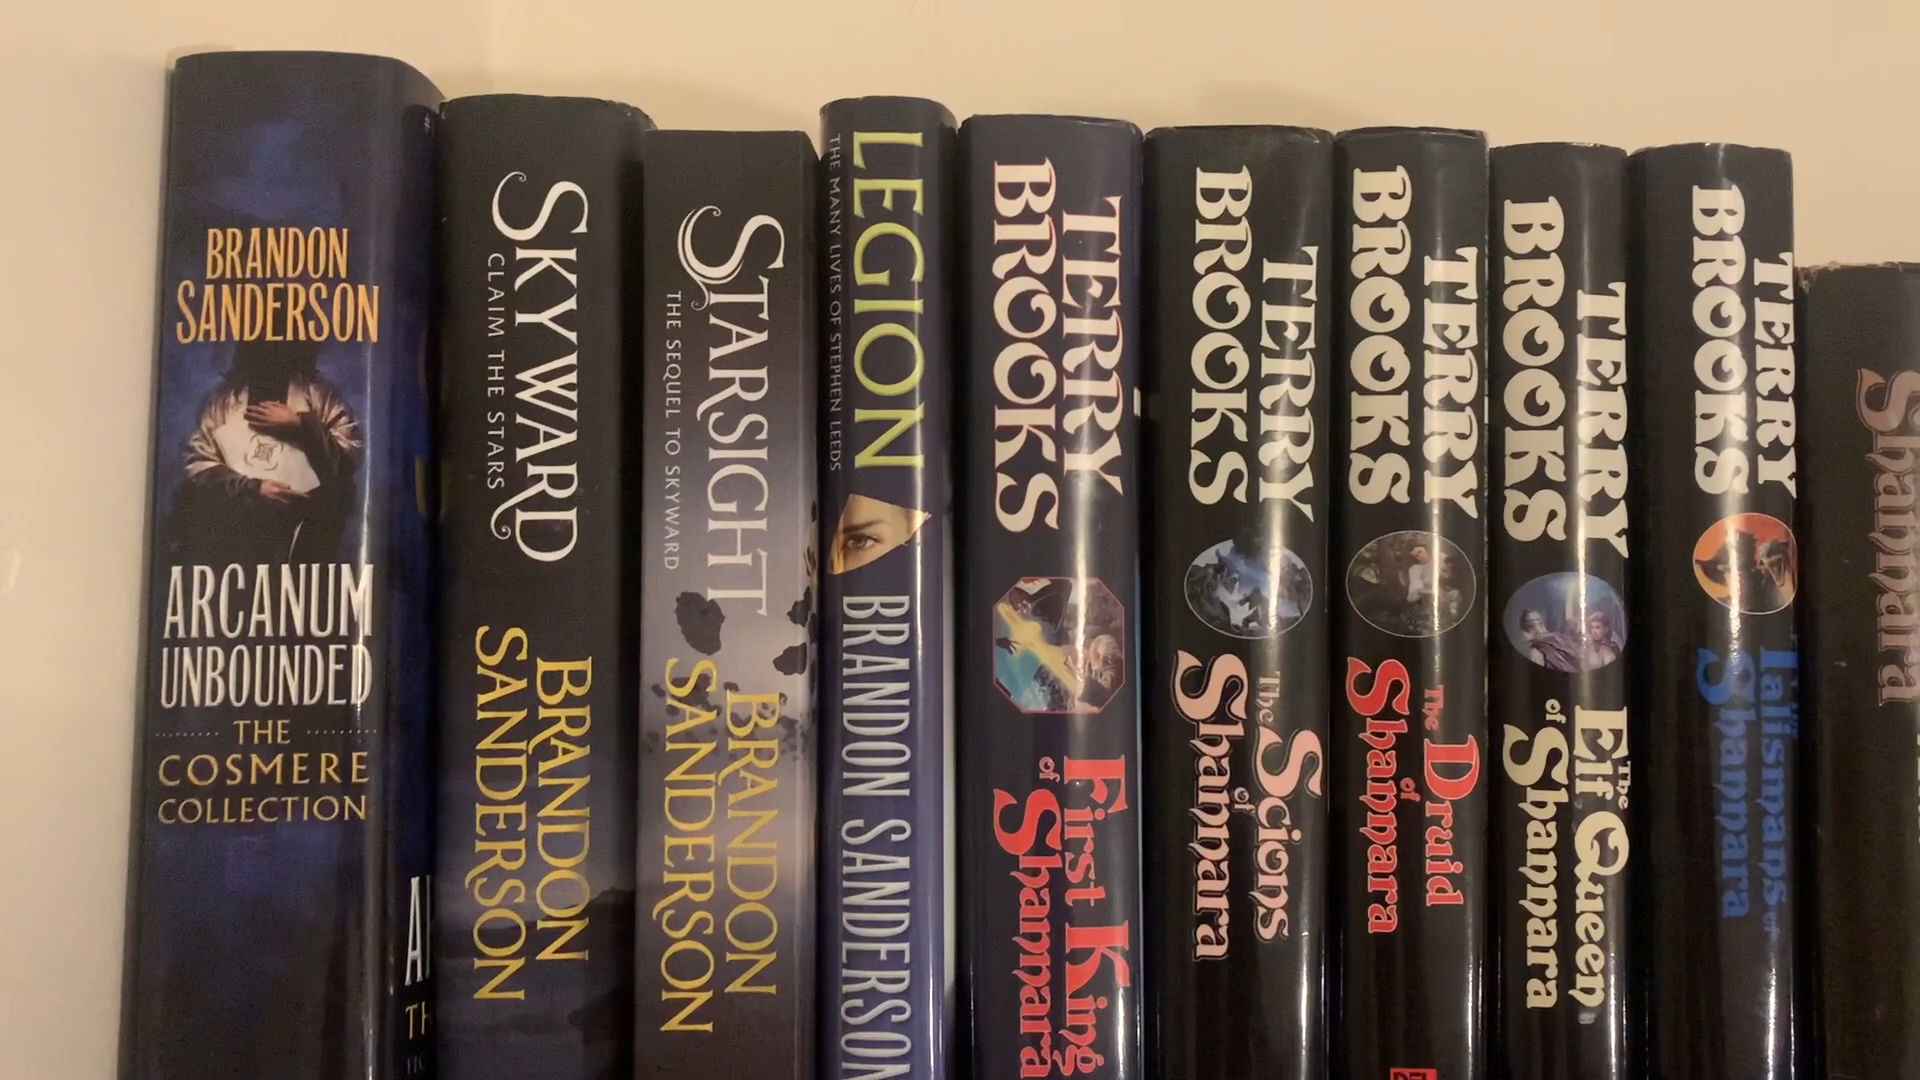 BRANDON
SANDERSON
ARCANUM
UNBOUNDED
THE
COSMERE
COLLECTION
SKYWARD
CLAIM THE STARS
BRANDON
SANDERSON
STARSIGHT
THE SEQUEL TO SKYWARD
BRANDON
SANDERSON
LEGION
THE MANY LIVES OF STEPHEN LEEDS
BRANDON SANDERSON
TERRY
BROOKS
First King
of
Shannara
TERRY
BROOKS
The Scions
of
Shannara
TERRY
BROOKS
The Druid
of
Shannara
TERRY
BROOKS
The
Elf Queen
of Shannara
TERRY
BROOKS
Talismans of
Shannara
Shannara